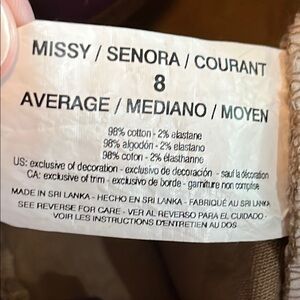 MISSY / SENORA / COURANT
8
AVERAGE / MEDIANO / MOYEN
98% cotton - 2% elastane
98% algodón - 2% elastano
98% coton - 2% élasthanne
US: exclusive of decoration - exclusivo de decoración - sauf la décoration
CA: exclusive of trim - exclusivo de borde - garniture non comprise
MADE IN SRI LANKA - HECHO EN SRI LANKA - FABRIQUÉ AU SRI LANKA
SEE REVERSE FOR CARE - VER AL REVERSO PARA EL CUIDADO -
VOIR LES INSTRUCTIONS D'ENTRETIEN AU DOS